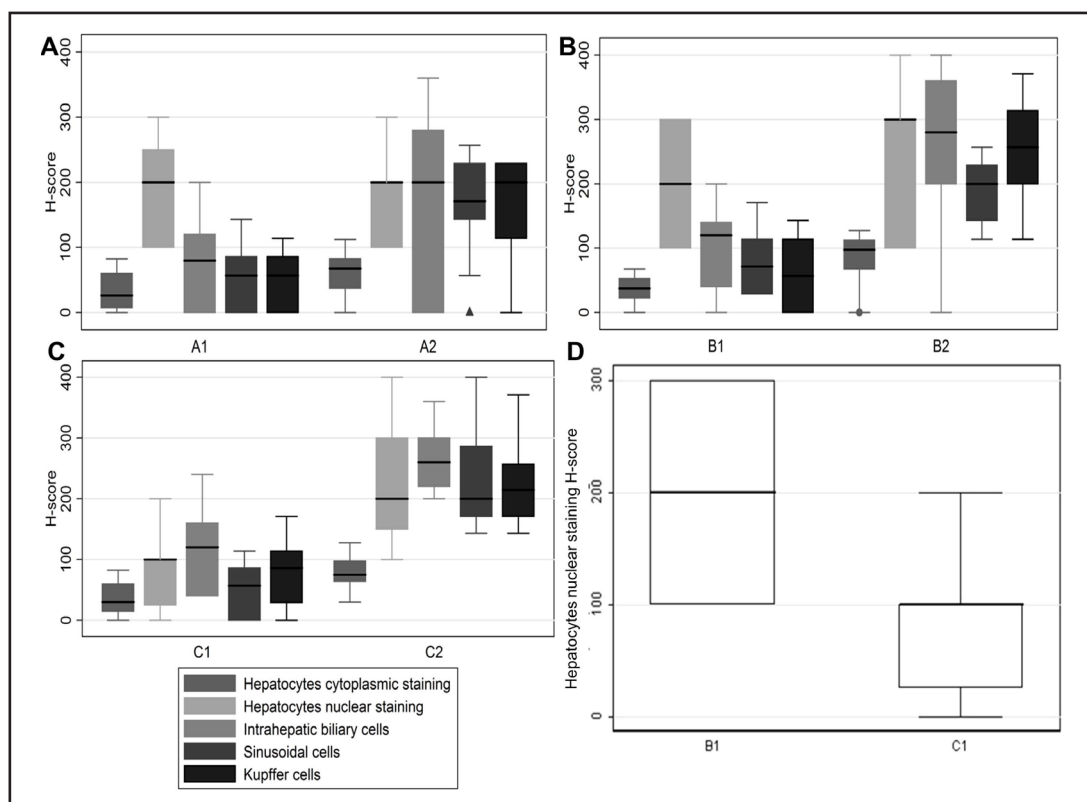 A
H-score
400
300
200
100
0
A1
A2
B
H-score
400
300
200
100
0
B1
B2
C
H-score
400
300
200
100
0
C1
C2
D
Hepatocytes nuclear staining H-score
300
200
100
0
B1
C1
Hepatocytes cytoplasmic staining
Hepatocytes nuclear staining
Intrahepatic biliary cells
Sinusoidal cells
Kupffer cells